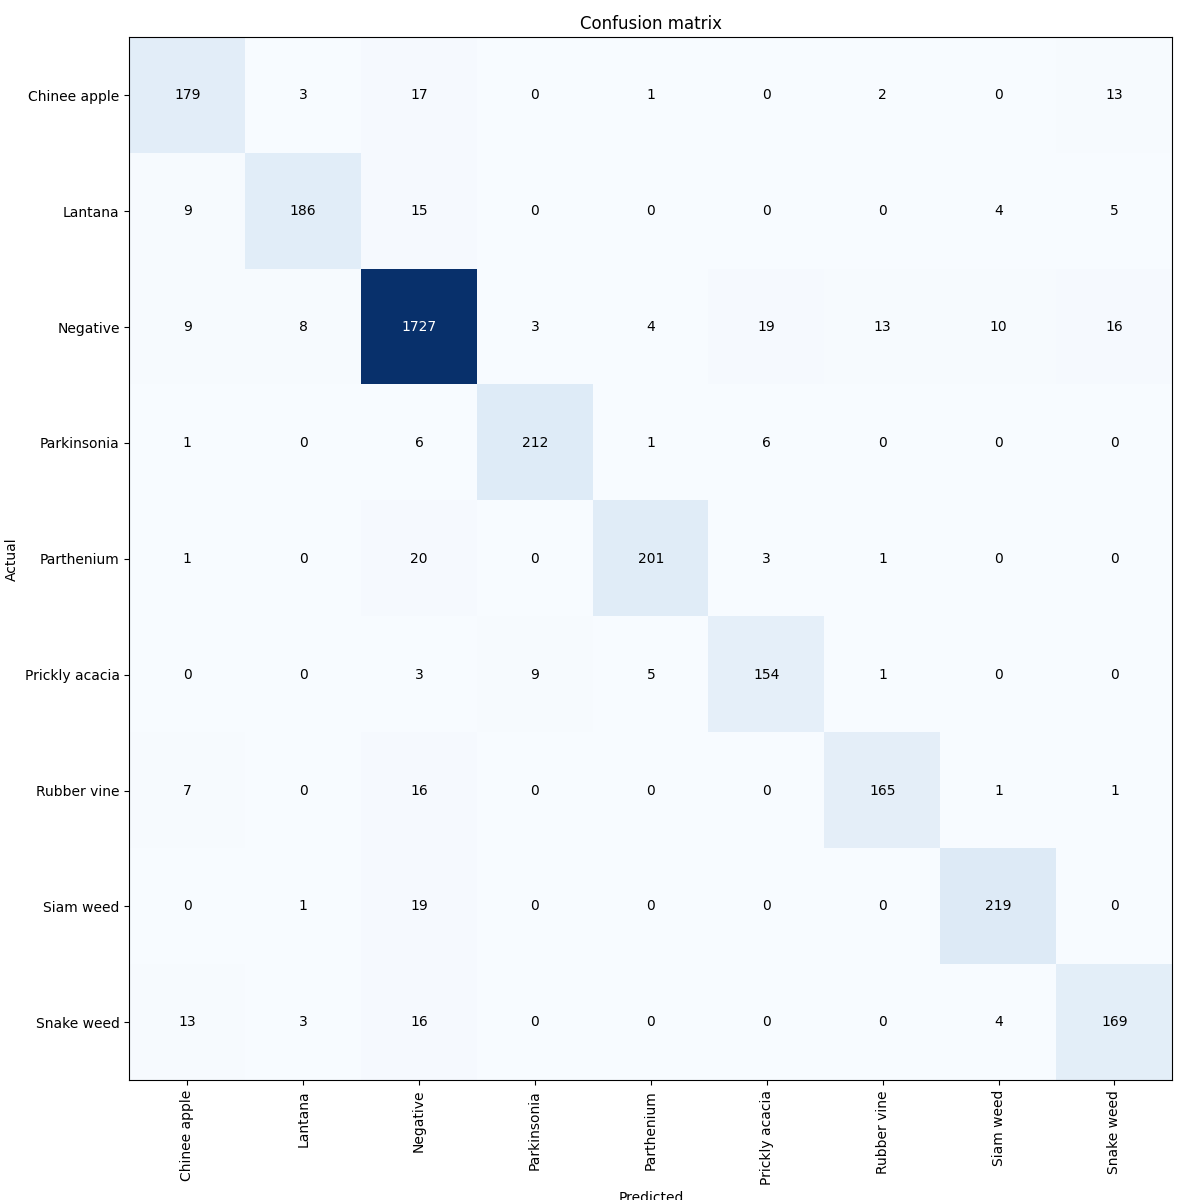 Confusion matrix
Chinee apple 179 3 17 0 1 0 2 0 13
Lantana 9 186 15 0 0 0 0 4 5
Negative 9 8 1727 3 4 19 13 10 16
Parkinsonia 1 0 6 212 1 6 0 0 0
Parthenium 1 0 20 0 201 3 1 0 0
Prickly acacia 0 0 3 9 5 154 1 0 0
Rubber vine 7 0 16 0 0 0 165 1 1
Siam weed 0 1 19 0 0 0 0 219 0
Snake weed 13 3 16 0 0 0 0 4 169
Actual
Chinee apple Lantana Negative Parkinsonia Parthenium Prickly acacia Rubber vine Siam weed Snake weed
Predicted